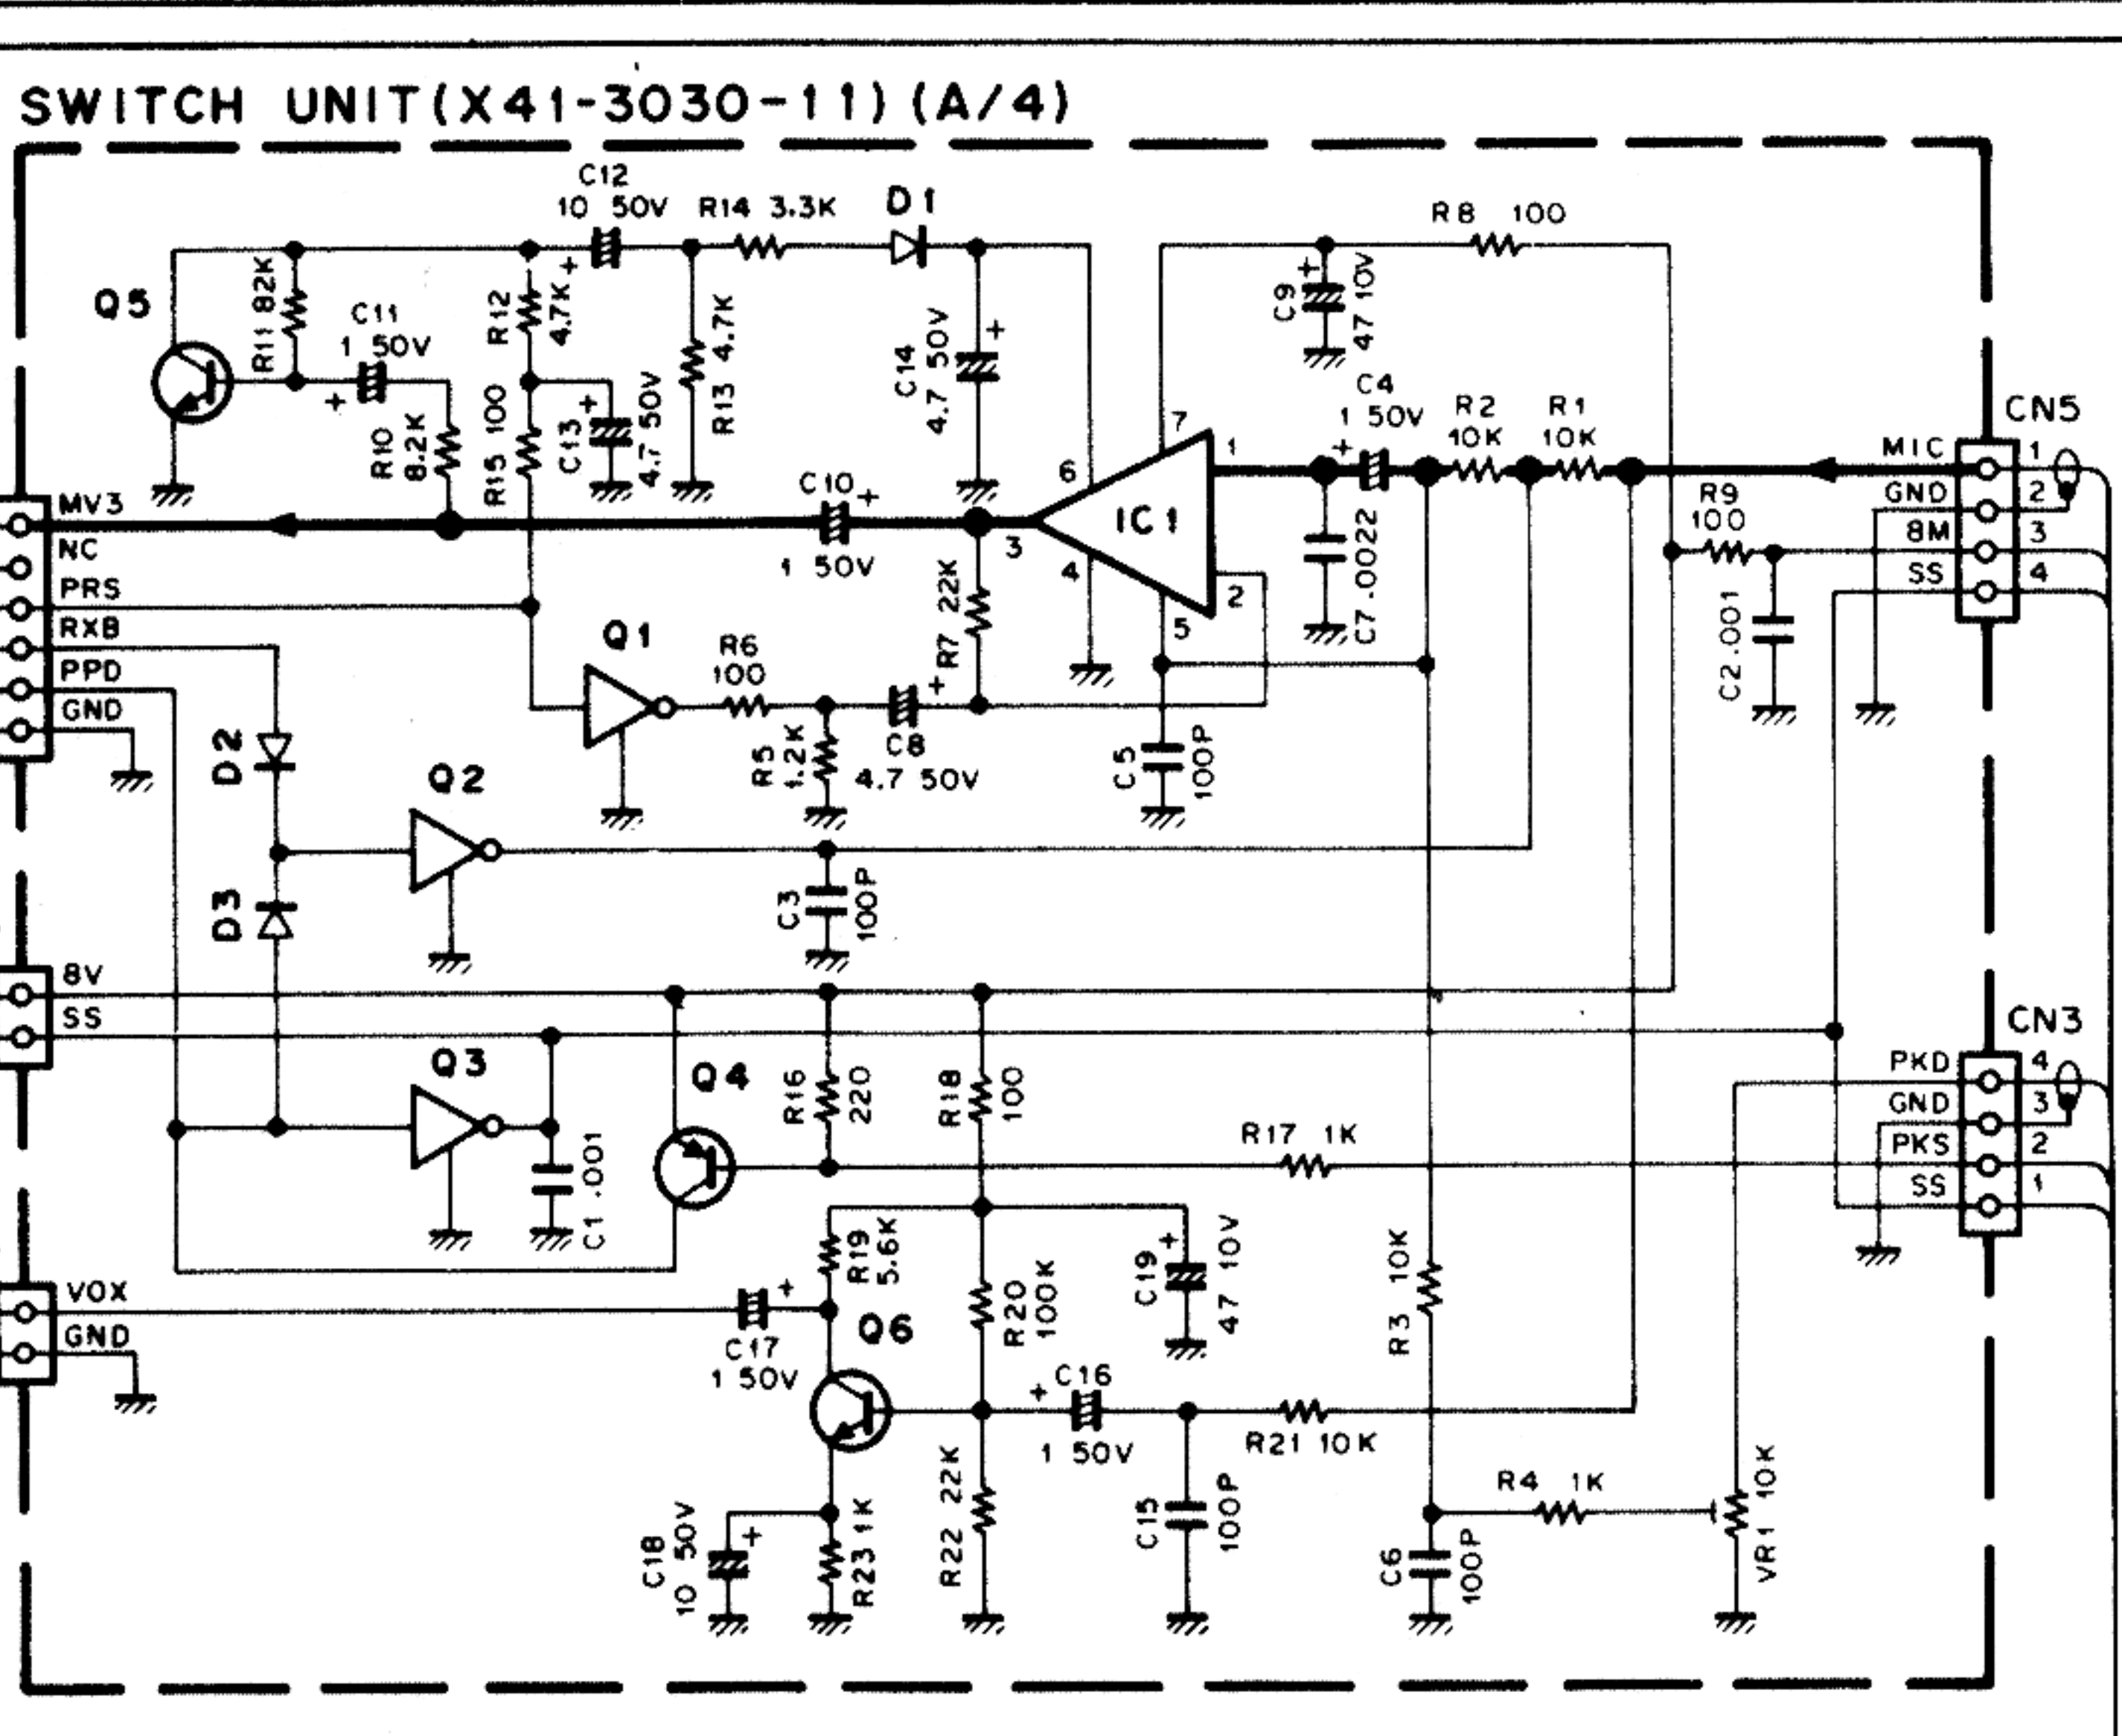 SWITCH UNIT(X41-3030-11)(A/4)
C12
10 50V
R14 3.3K
D1
R8 100
Q5
R11 82K
C11
1 50V
R12
4.7K
R13 4.7K
C14
4.7 50V
C9
47 10V
R10
8.2K
R15 100
C13
4.7 50V
C4
1 50V
R2
10K
R1
10K
CN5
MIC 1
GND 2
8M 3
SS 4
R9
100
C2 .001
MV3
NC
PRS
RXB
PPD
GND
C10
1 50V
6
7
1
IC1
3
4
2
5
C7 .0022
R7 22K
Q1
R6
100
R5
1.2K
C8
4.7 50V
C5
100P
D2
Q2
D3
C3
100P
8V
SS
Q3
Q4
C1 .001
R16
220
R18
100
R17 1K
CN3
PKD 4
GND 3
PKS 2
SS 1
R19
5.6K
R20
100K
C19
47 10V
R3 10K
VOX
GND
C17
1 50V
Q6
C16
1 50V
R21 10K
R4 1K
VR1 10K
C18
10 50V
R23 1K
R22 22K
C15
100P
C6
100P